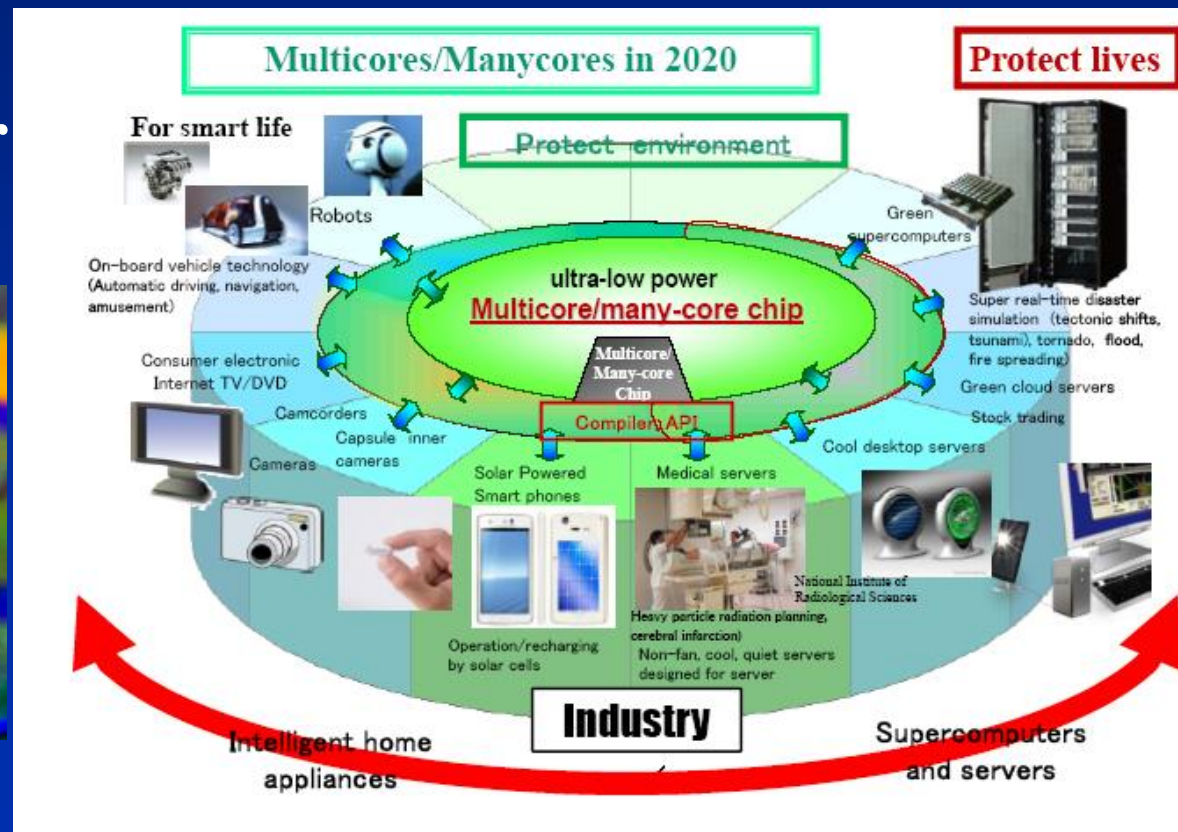 Multicores/Manycores in 2020
Protect lives
For smart life
Protect environment
Robots
Green
supercomputers
On-board vehicle technology
(Automatic driving, navigation,
amusement)
ultra-low power
Multicore/many-core chip
Super real-time disaster
simulation (tectonic shifts,
tsunami), tornado, flood,
fire spreading)
Multicore/
Many-core
Chip
Consumer electronic
Internet TV/DVD
Green cloud servers
Camcorders
Compiler, API
Stock trading
Capsule inner
cameras
Cool desktop servers
Cameras
Solar Powered
Smart phones
Medical servers
National Institute of
Radiological Sciences
Heavy particle radiation planning,
cerebral infarction)
Operation/recharging
by solar cells
Non-fan, cool, quiet servers
designed for server
Industry
Intelligent home
appliances
Supercomputers
and servers